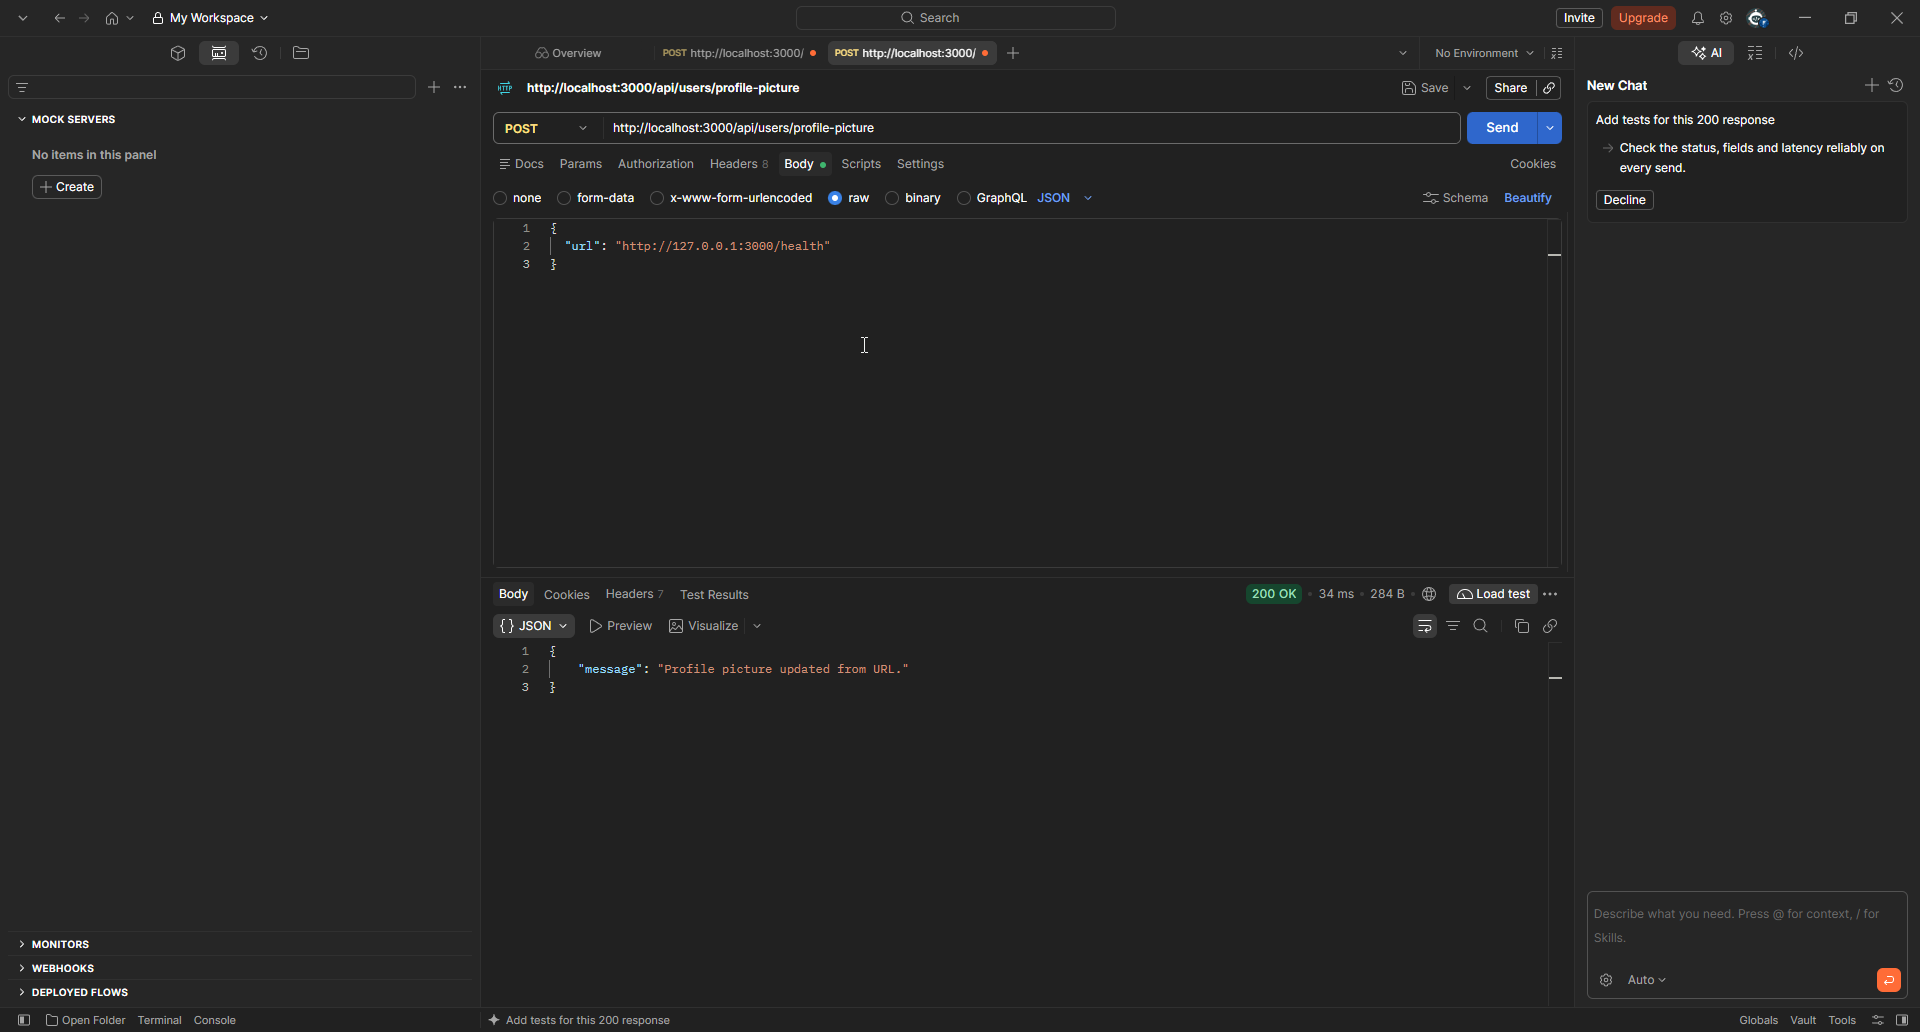 My Workspace
Search
Invite
Upgrade
Overview
POST http://localhost:3000/
POST http://localhost:3000/
No Environment
AI
MOCK SERVERS
No items in this panel
Create
HTTP
http://localhost:3000/api/users/profile-picture
Save
Share
POST
http://localhost:3000/api/users/profile-picture
Send
Docs
Params
Authorization
Headers 8
Body
Scripts
Settings
Cookies
none
form-data
x-www-form-urlencoded
raw
binary
GraphQL
JSON
Schema
Beautify
1 {
2 "url": "http://127.0.0.1:3000/health"
3 }
Body
Cookies
Headers 7
Test Results
200 OK
34 ms
284 B
Load test
{} JSON
Preview
Visualize
1 {
2 "message": "Profile picture updated from URL."
3 }
New Chat
Add tests for this 200 response
Check the status, fields and latency reliably on
every send.
Decline
Describe what you need. Press @ for context, / for
Skills.
Auto
MONITORS
WEBHOOKS
DEPLOYED FLOWS
Open Folder
Terminal
Console
Add tests for this 200 response
Globals
Vault
Tools